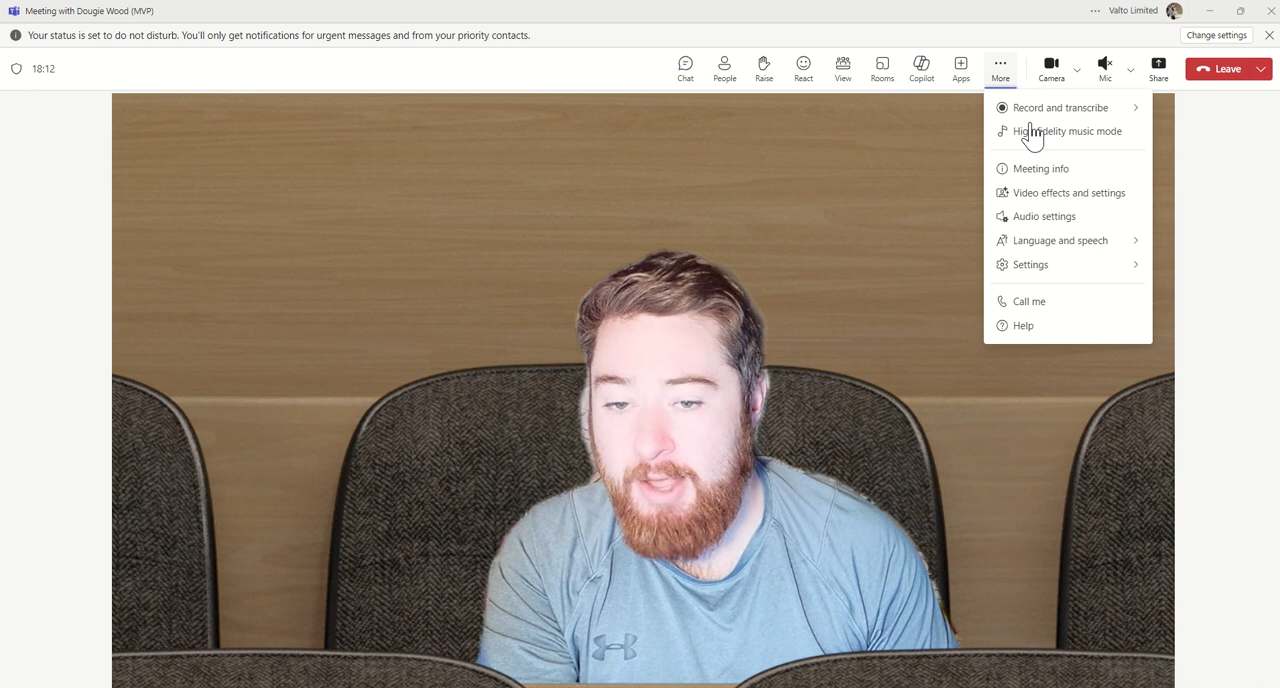 Meeting with Dougie Wood (MVP)
Valto Limited
Your status is set to do not disturb. You'll only get notifications for urgent messages and from your priority contacts.
Change settings
18:12
Chat
People
Raise
React
View
Rooms
Copilot
Apps
More
Camera
Mic
Share
Leave
Record and transcribe
High fidelity music mode
Meeting info
Video effects and settings
Audio settings
Language and speech
Settings
Call me
Help